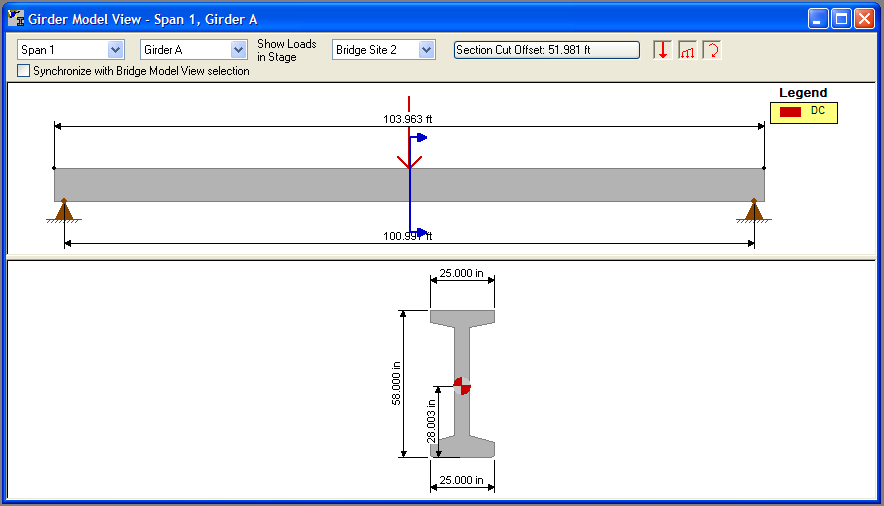 Girder Model View - Span 1, Girder A
Span 1
Girder A
Show Loads
in Stage
Bridge Site 2
Section Cut Offset: 51.981 ft
Synchronize with Bridge Model View selection
Legend
DC
103.963 ft
100.991 ft
25.000 in
58.000 in
28.003 in
25.000 in